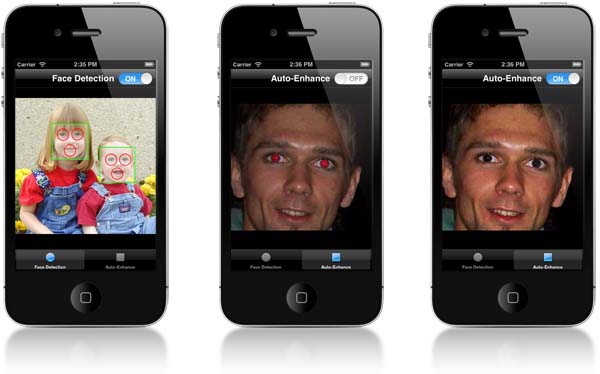 Carrier 2:35 PM
Face Detection ON
Face Detection Auto-Enhance
Carrier 2:36 PM
Auto-Enhance OFF
Face Detection Auto-Enhance
Carrier 2:36 PM
Auto-Enhance ON
Face Detection Auto-Enhance